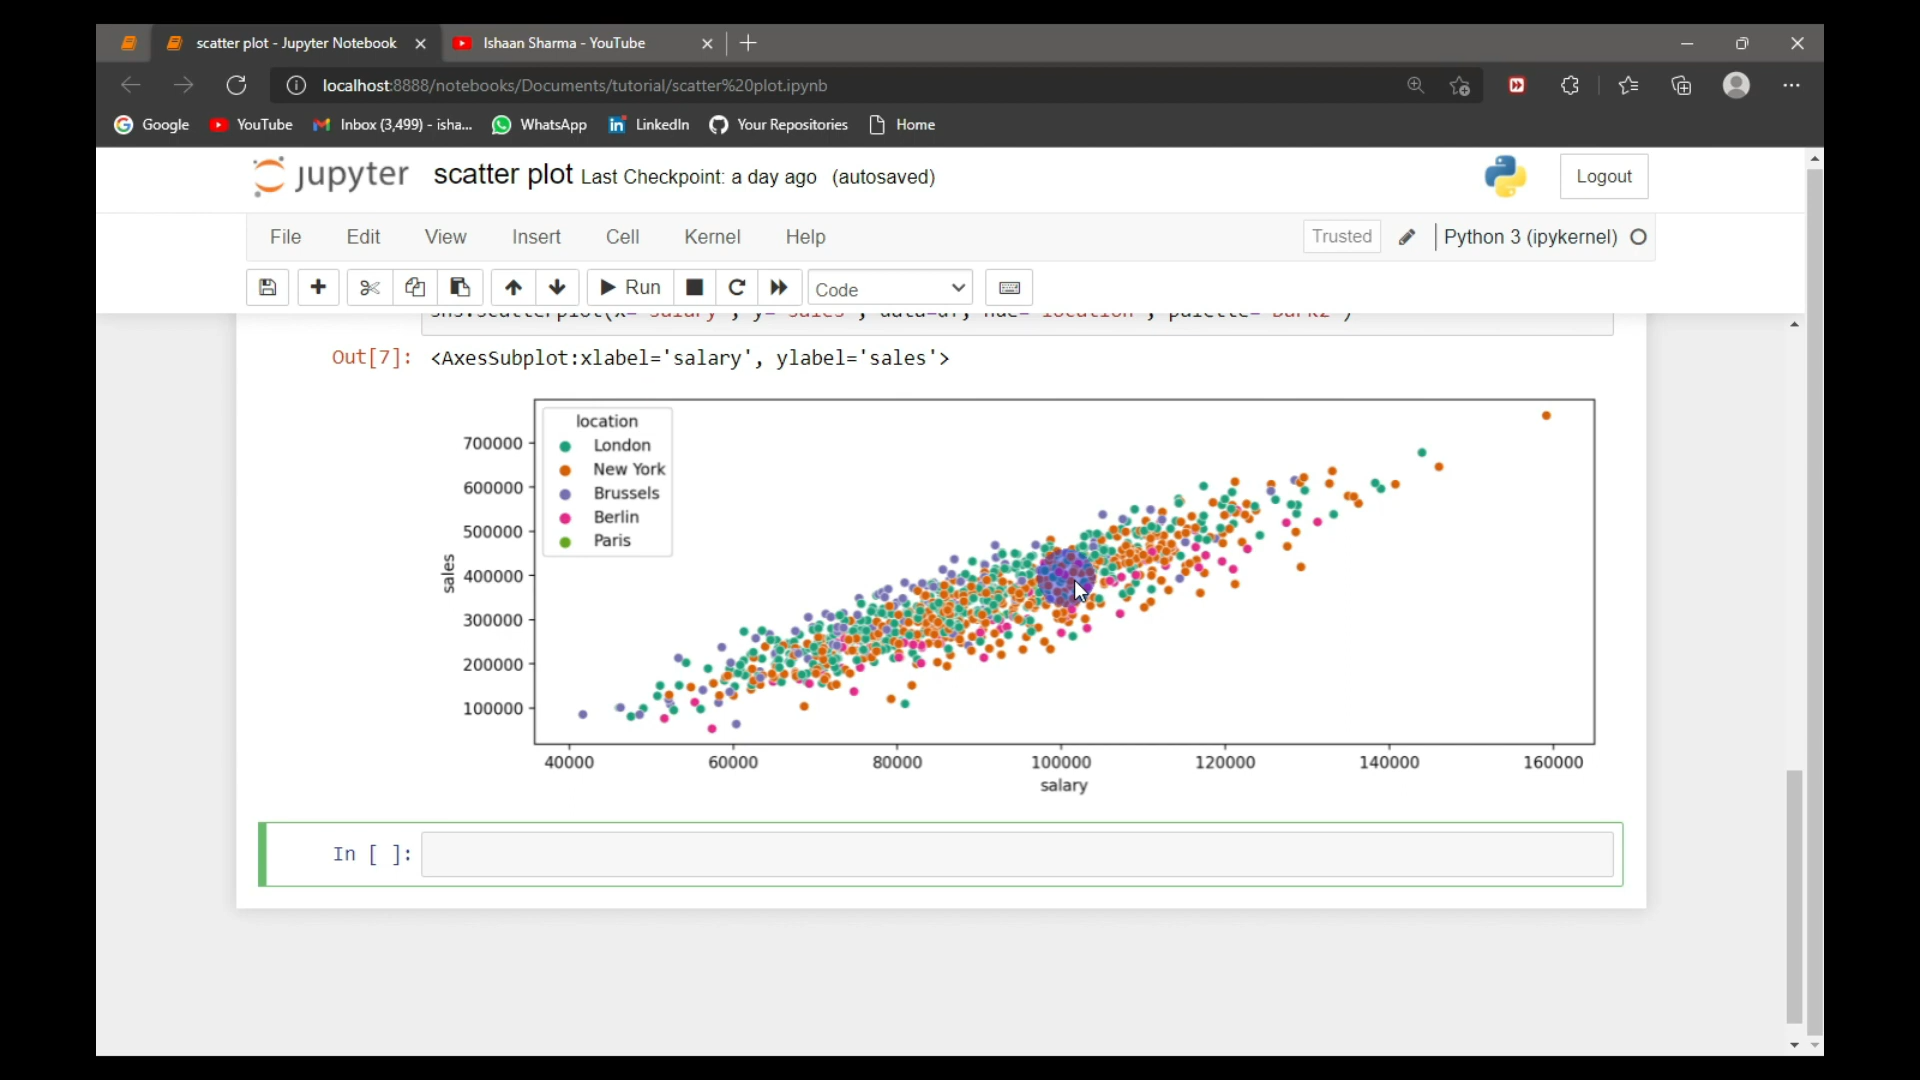 scatter plot - Jupyter Notebook
Ishaan Sharma - YouTube
localhost:8888/notebooks/Documents/tutorial/scatter%20plot.ipynb
Google YouTube Inbox (3,499) - isha... WhatsApp LinkedIn Your Repositories Home
jupyter scatter plot Last Checkpoint: a day ago (autosaved)
Logout
File Edit View Insert Cell Kernel Help
Trusted Python 3 (ipykernel)
Run Code
Out[7]: <AxesSubplot:xlabel='salary', ylabel='sales'>
location
London
New York
Brussels
Berlin
Paris
700000
600000
500000
400000
300000
200000
100000
sales
40000 60000 80000 100000 120000 140000 160000
salary
In [ ]: